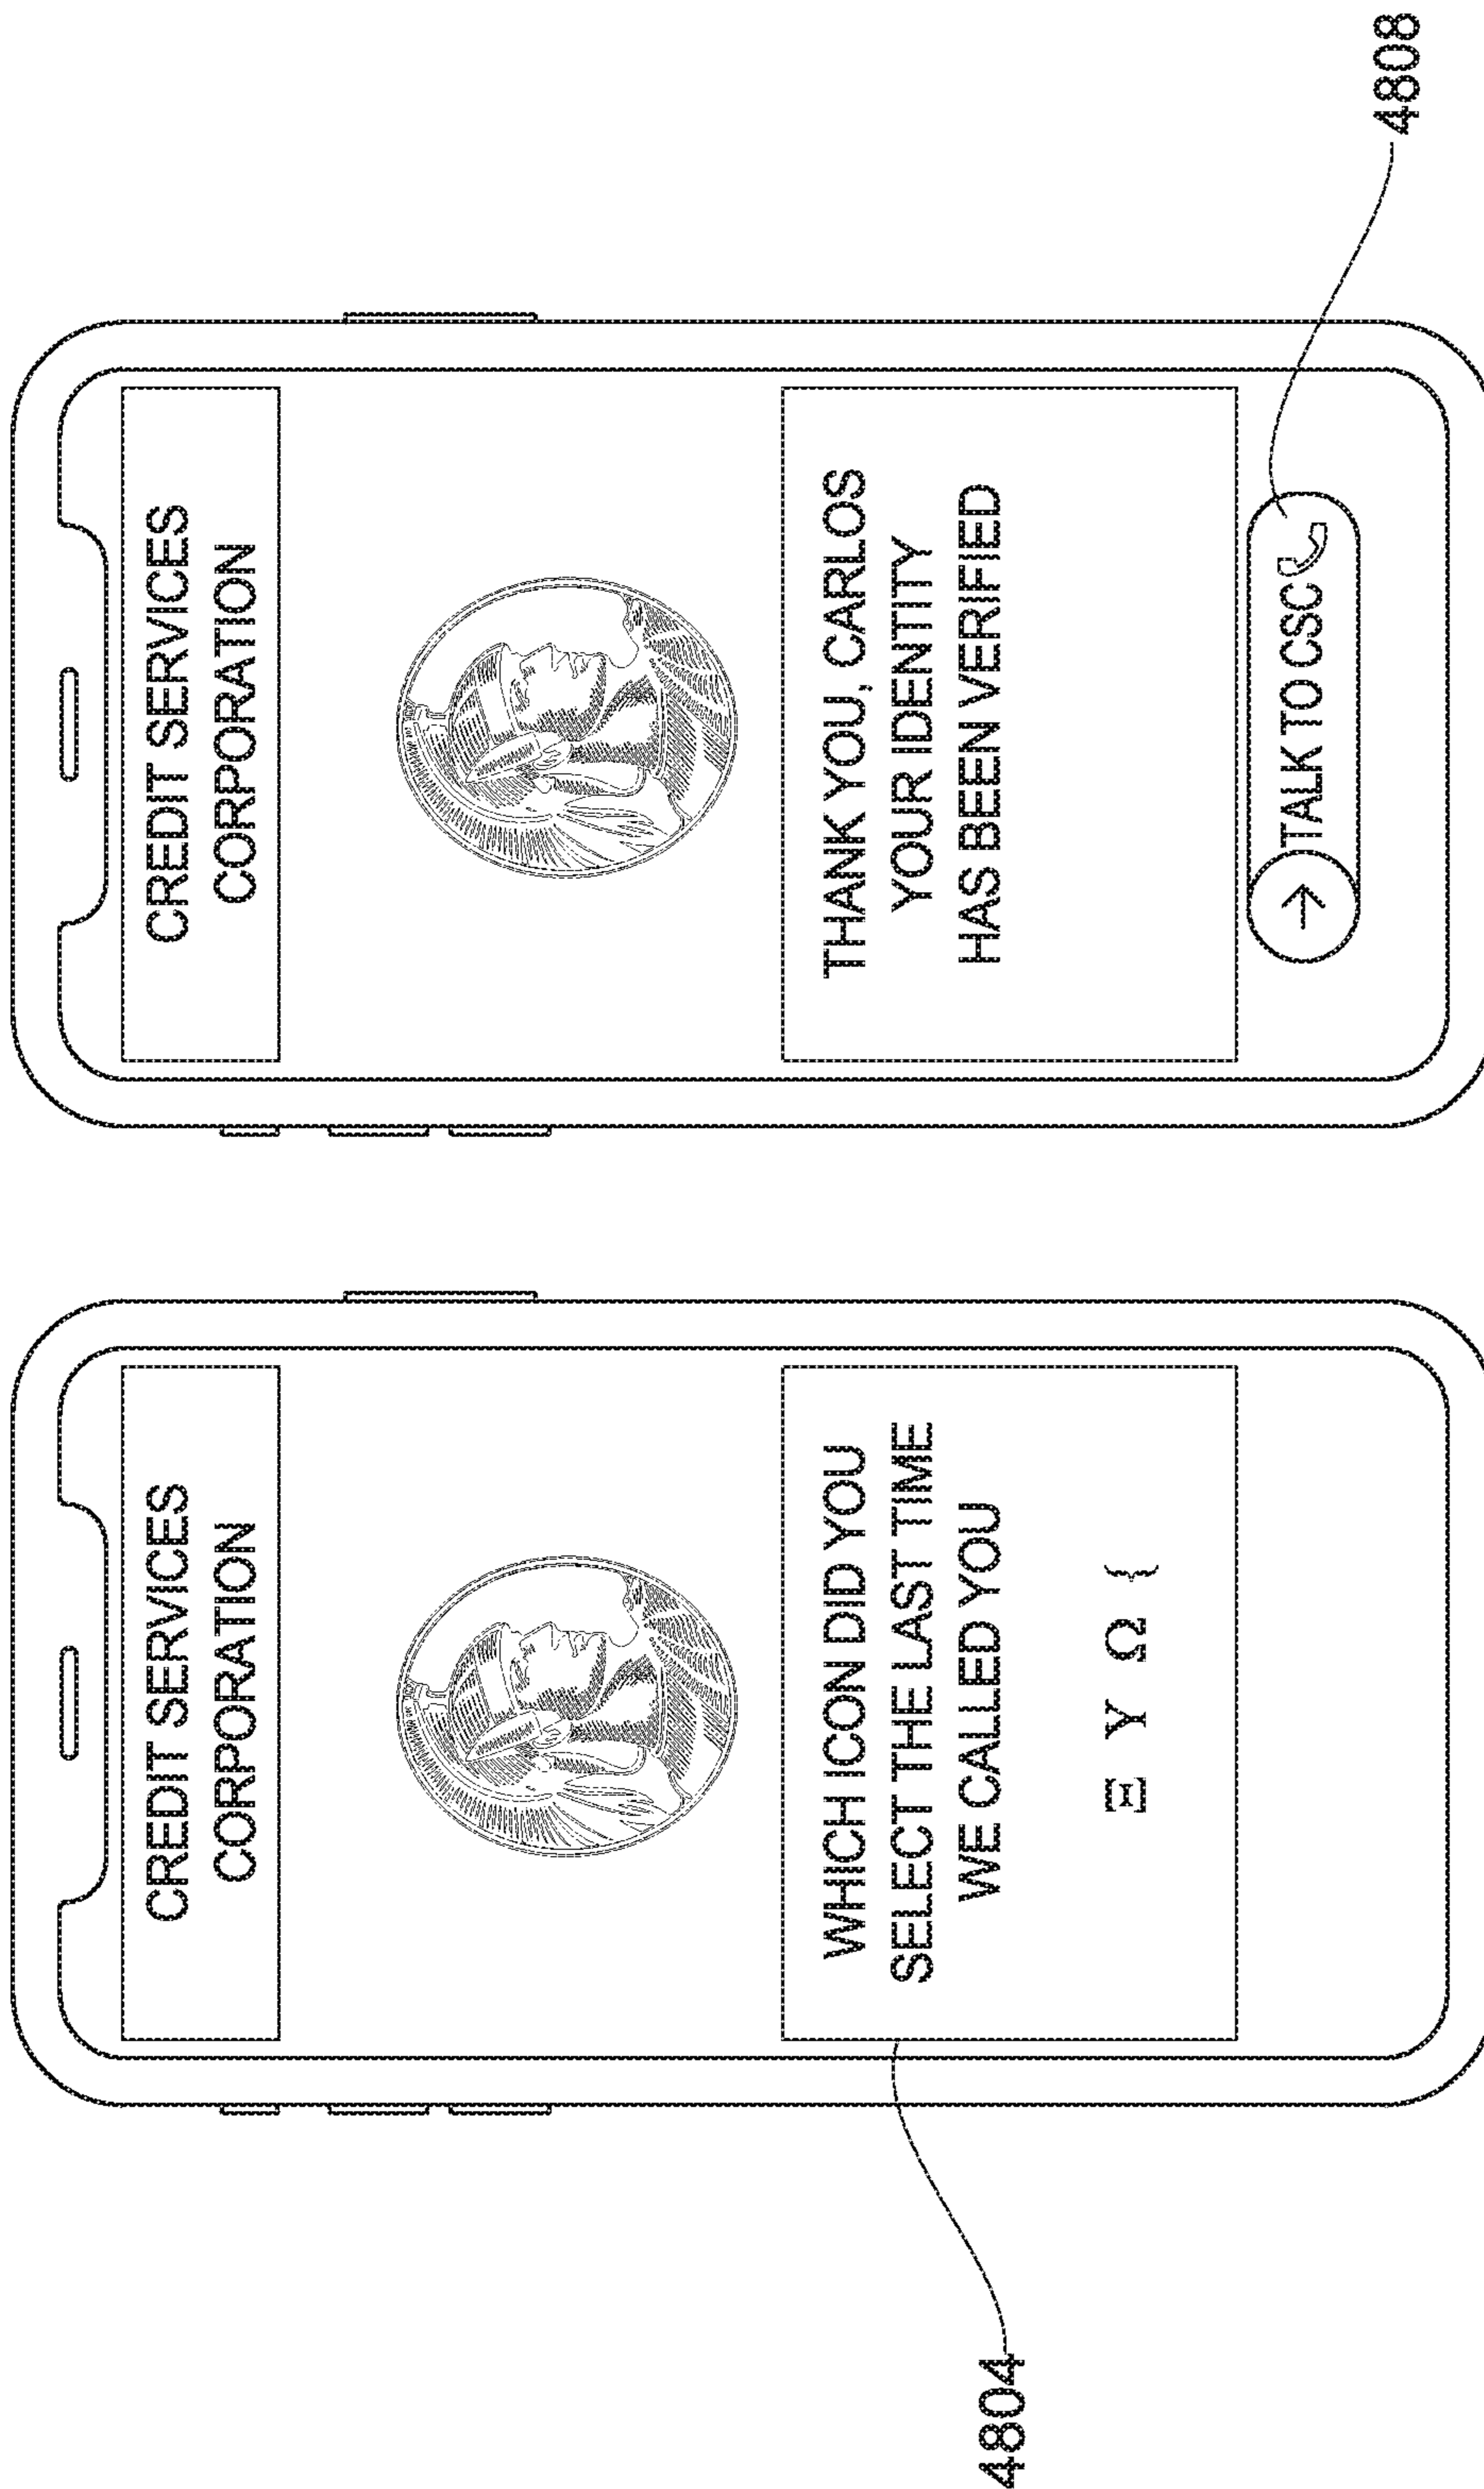 CREDIT SERVICES
CORPORATION
WHICH ICON DID YOU
SELECT THE LAST TIME
WE CALLED YOU
Ξ Υ Ω {
4804
CREDIT SERVICES
CORPORATION
THANK YOU, CARLOS
YOUR IDENTITY
HAS BEEN VERIFIED
TALK TO CSC
4808